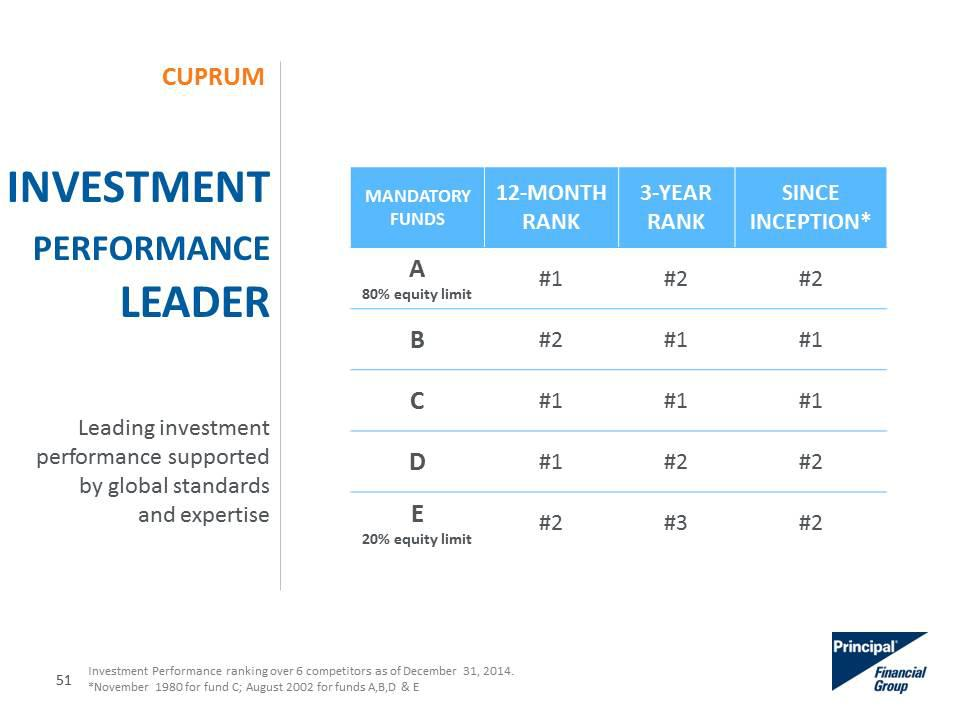 CUPRUM
INVESTMENT
PERFORMANCE
LEADER
Leading investment
performance supported
by global standards
and expertise
MANDATORY FUNDS 12-MONTH RANK 3-YEAR RANK SINCE INCEPTION*
A #1 #2 #2
80% equity limit
B #2 #1 #1
C #1 #1 #1
D #1 #2 #2
E #2 #3 #2
20% equity limit
51
Investment Performance ranking over 6 competitors as of December 31, 2014.
*November 1980 for fund C; August 2002 for funds A,B,D & E
Principal®
Financial
Group